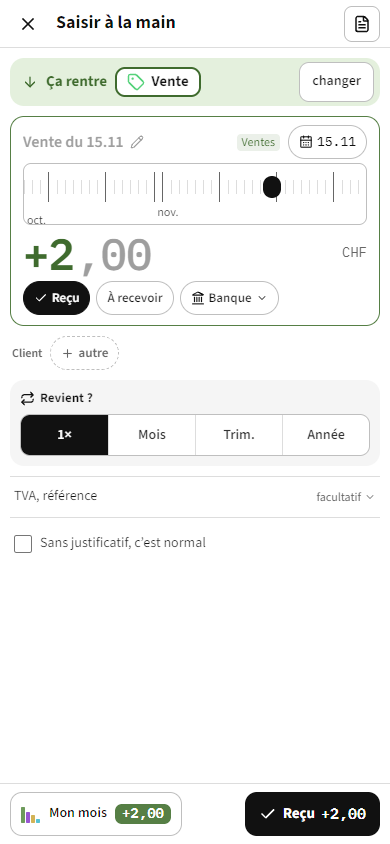 Saisir à la main
Ça rentre Vente changer
Vente du 15.11 Ventes 15.11
nov.
oct.
+2,00 CHF
Reçu À recevoir Banque
Client + autre
Revient ?
1× Mois Trim. Année
TVA, référence facultatif
Sans justificatif, c’est normal
Mon mois +2,00 Reçu +2,00